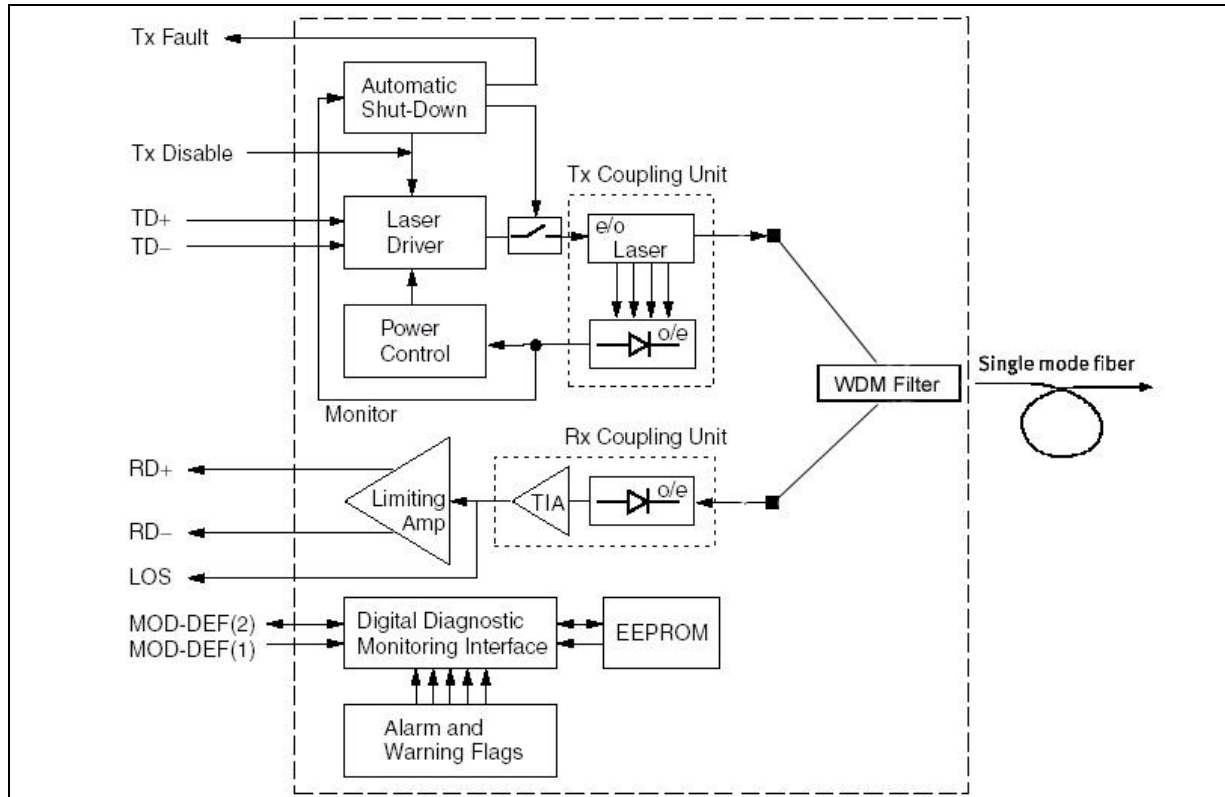 Tx Fault
Automatic
Shut-Down
Tx Disable
Tx Coupling Unit
TD+
TD−
Laser
Driver
e/o
Laser
Power
Control
o/e
Monitor
WDM Filter
Single mode fiber
Rx Coupling Unit
RD+
RD−
Limiting
Amp
TIA
o/e
LOS
MOD-DEF(2)
MOD-DEF(1)
Digital Diagnostic
Monitoring Interface
EEPROM
Alarm and
Warning Flags